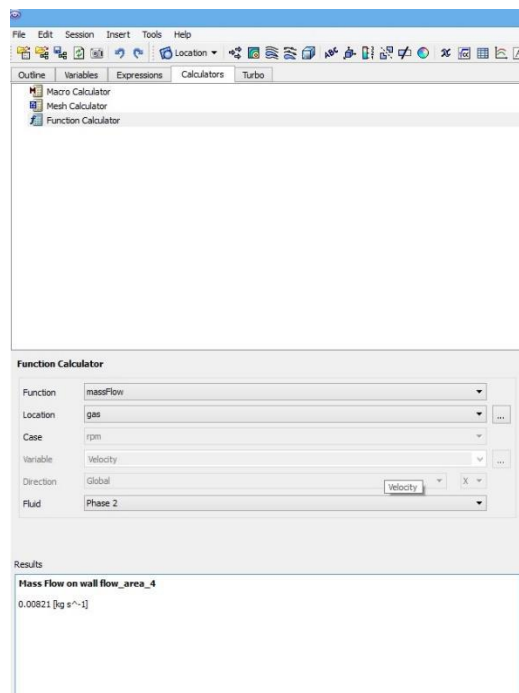 File Edit Session Insert Tools Help
Location
Outline Variables Expressions Calculators Turbo
Macro Calculator
Mesh Calculator
Function Calculator
Function Calculator
Function massFlow
Location gas ...
Case rpm
Variable Velocity ...
Direction Global X
Velocity
Fluid Phase 2
Results
Mass Flow on wall flow_area_4
0.00821 [kg s^-1]